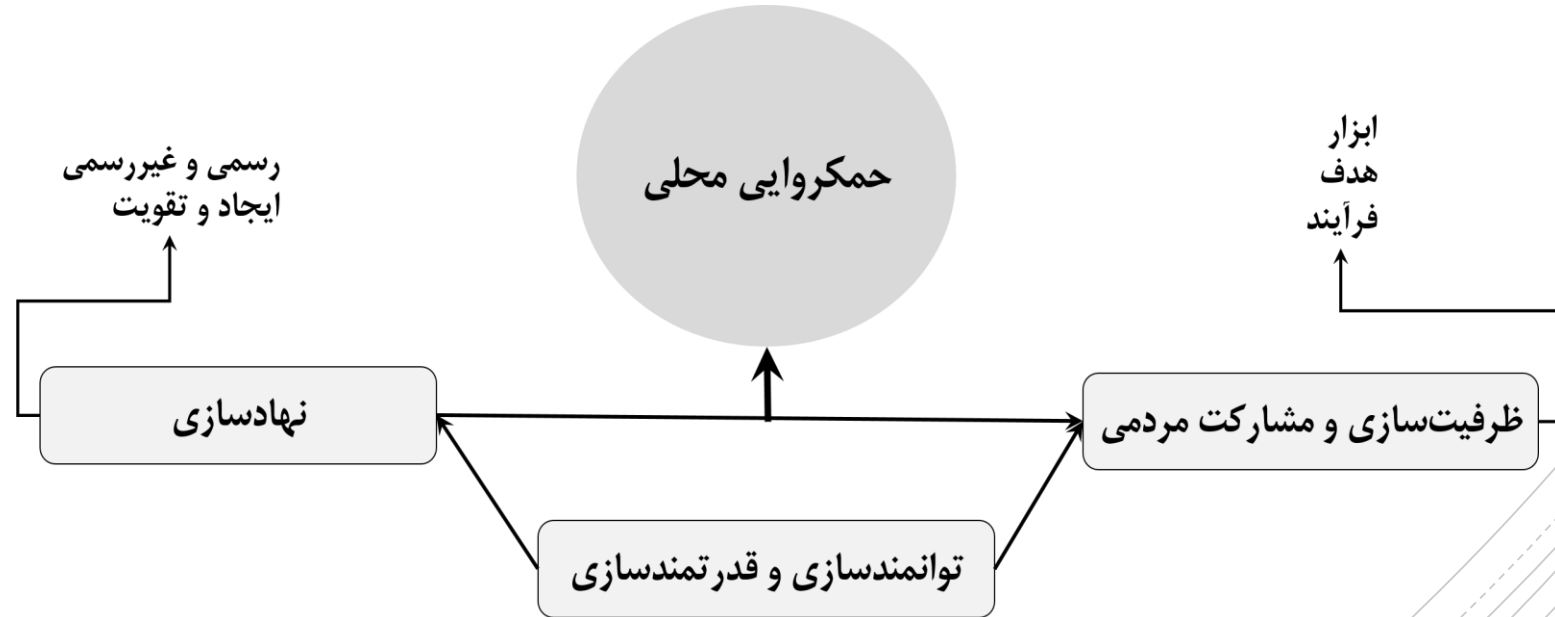 حمکروایی محلی
ابزار
هدف
فرآیند
رسمی و غیررسمی
ایجاد و تقویت
ظرفیت‌سازی و مشارکت مردمی
نهادسازی
توانمندسازی و قدرتمندسازی